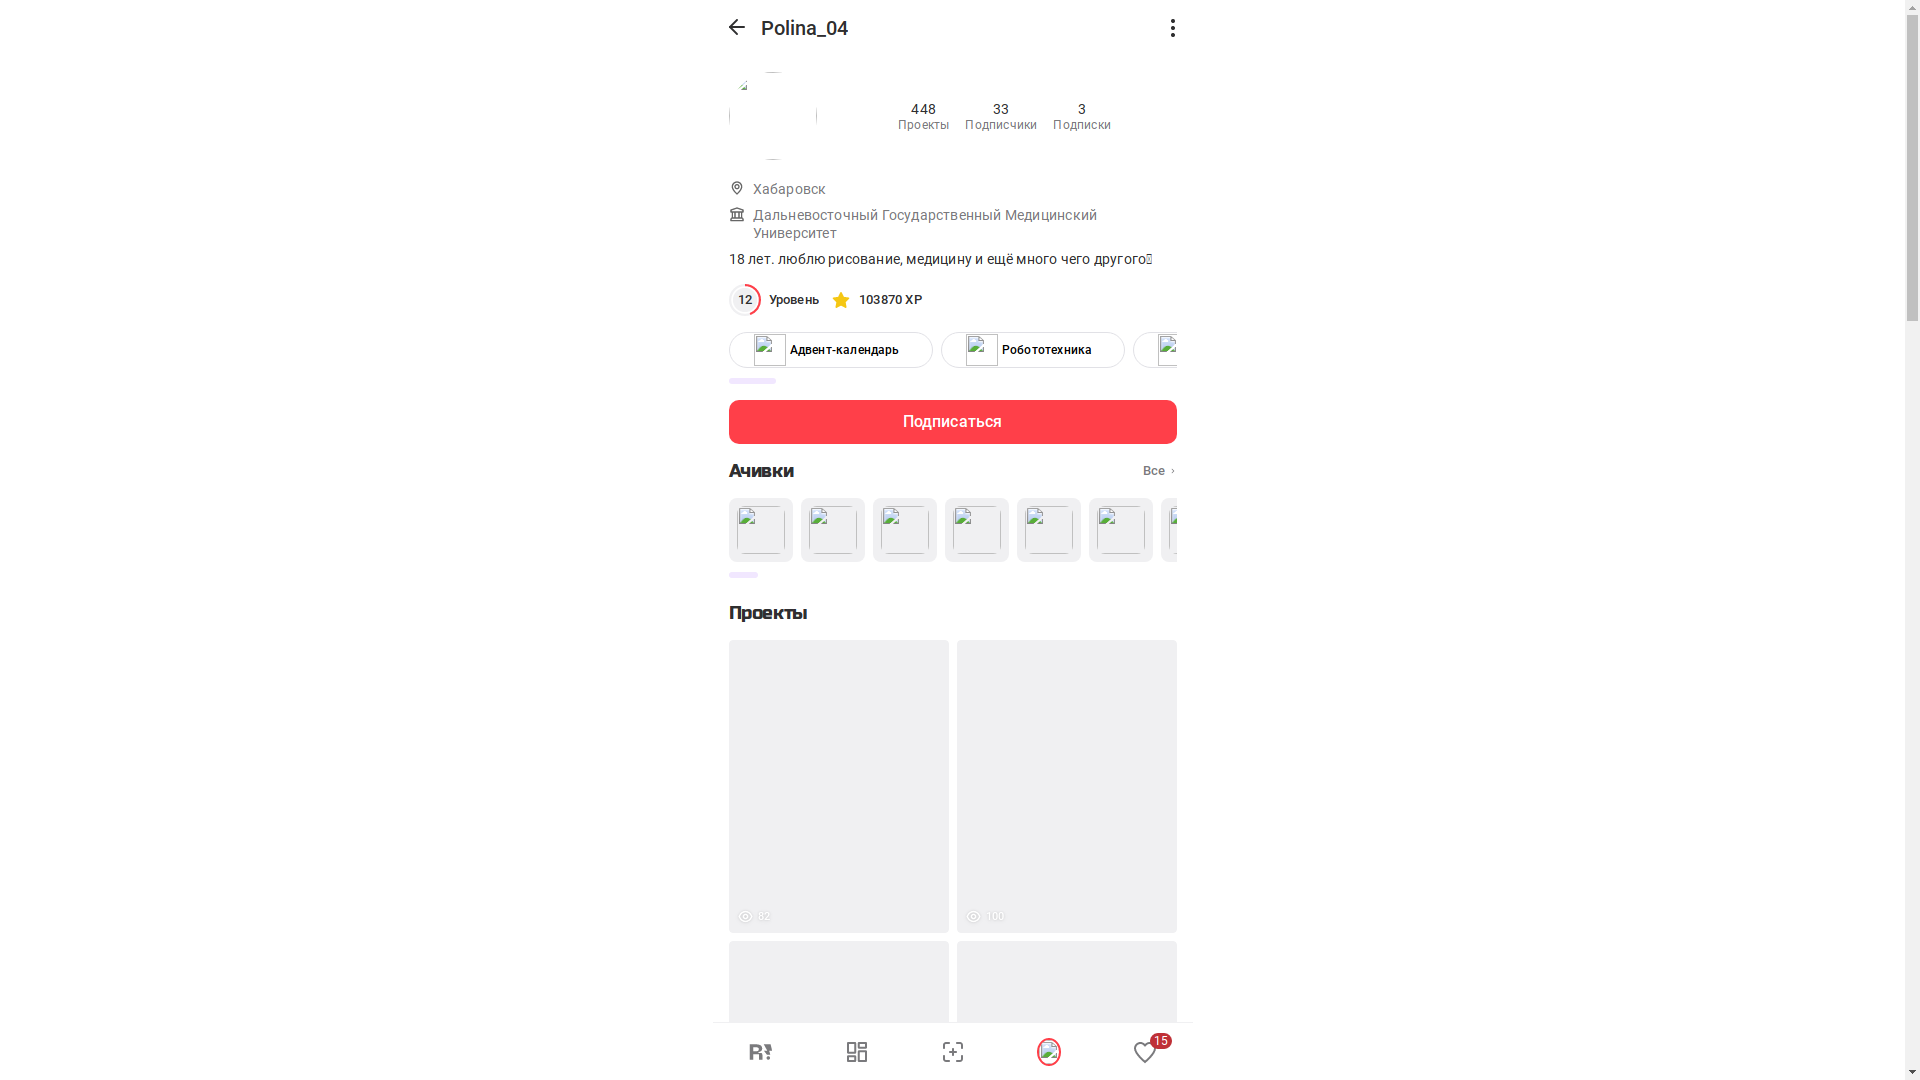 Polina_04
448
Проекты
33
Подписчики
3
Подписки
Хабаровск
Дальневосточный Государственный Медицинский
Университет
18 лет. люблю рисование, медицину и ещё много чего другого
12
Уровень
103870 XP
Адвент-календарь
Робототехника
Подписаться
Ачивки
Все
Проекты
82
100
R!
15